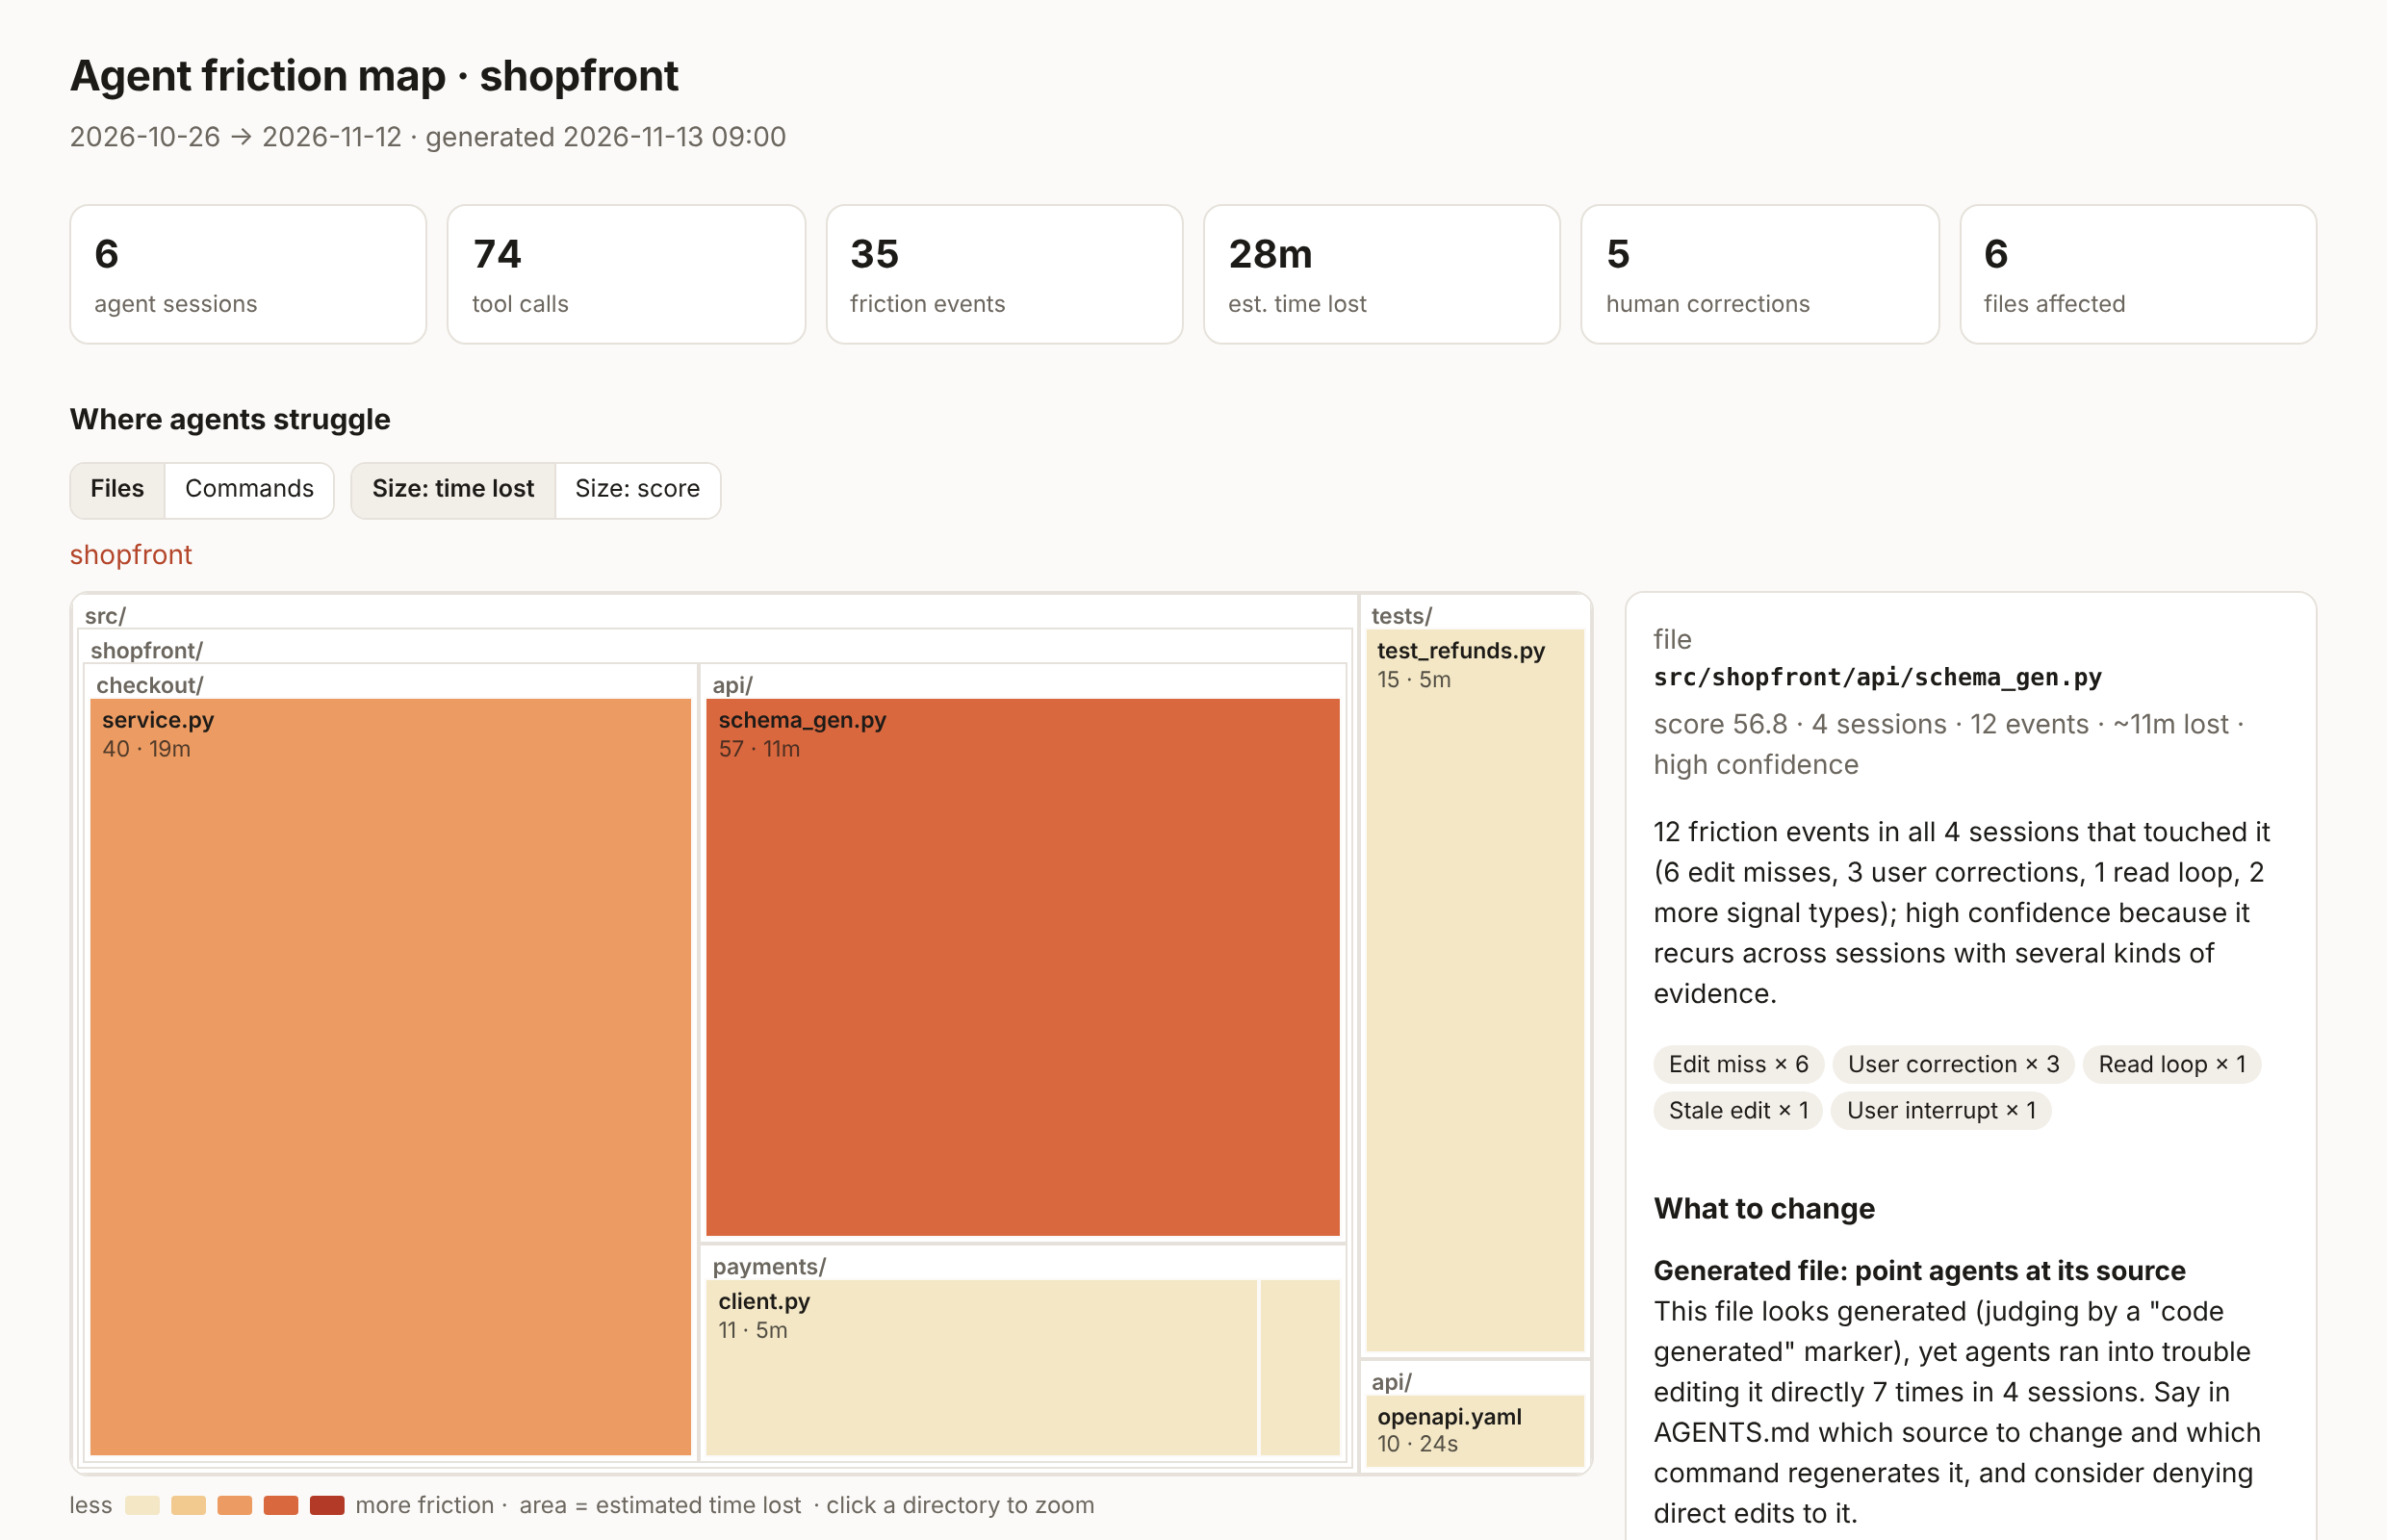 Agent friction map · shopfront
2026-10-26 → 2026-11-12 · generated 2026-11-13 09:00
6
agent sessions
74
tool calls
35
friction events
28m
est. time lost
5
human corrections
6
files affected
Where agents struggle
Files
Commands
Size: time lost
Size: score
shopfront
src/
shopfront/
checkout/
service.py
40 · 19m
api/
schema_gen.py
57 · 11m
payments/
client.py
11 · 5m
tests/
test_refunds.py
15 · 5m
api/
openapi.yaml
10 · 24s
less
more friction · area = estimated time lost · click a directory to zoom
file
src/shopfront/api/schema_gen.py
score 56.8 · 4 sessions · 12 events · ~11m lost ·
high confidence
12 friction events in all 4 sessions that touched it
(6 edit misses, 3 user corrections, 1 read loop, 2
more signal types); high confidence because it
recurs across sessions with several kinds of
evidence.
Edit miss × 6
User correction × 3
Read loop × 1
Stale edit × 1
User interrupt × 1
What to change
Generated file: point agents at its source
This file looks generated (judging by a "code
generated" marker), yet agents ran into trouble
editing it directly 7 times in 4 sessions. Say in
AGENTS.md which source to change and which
command regenerates it, and consider denying
direct edits to it.